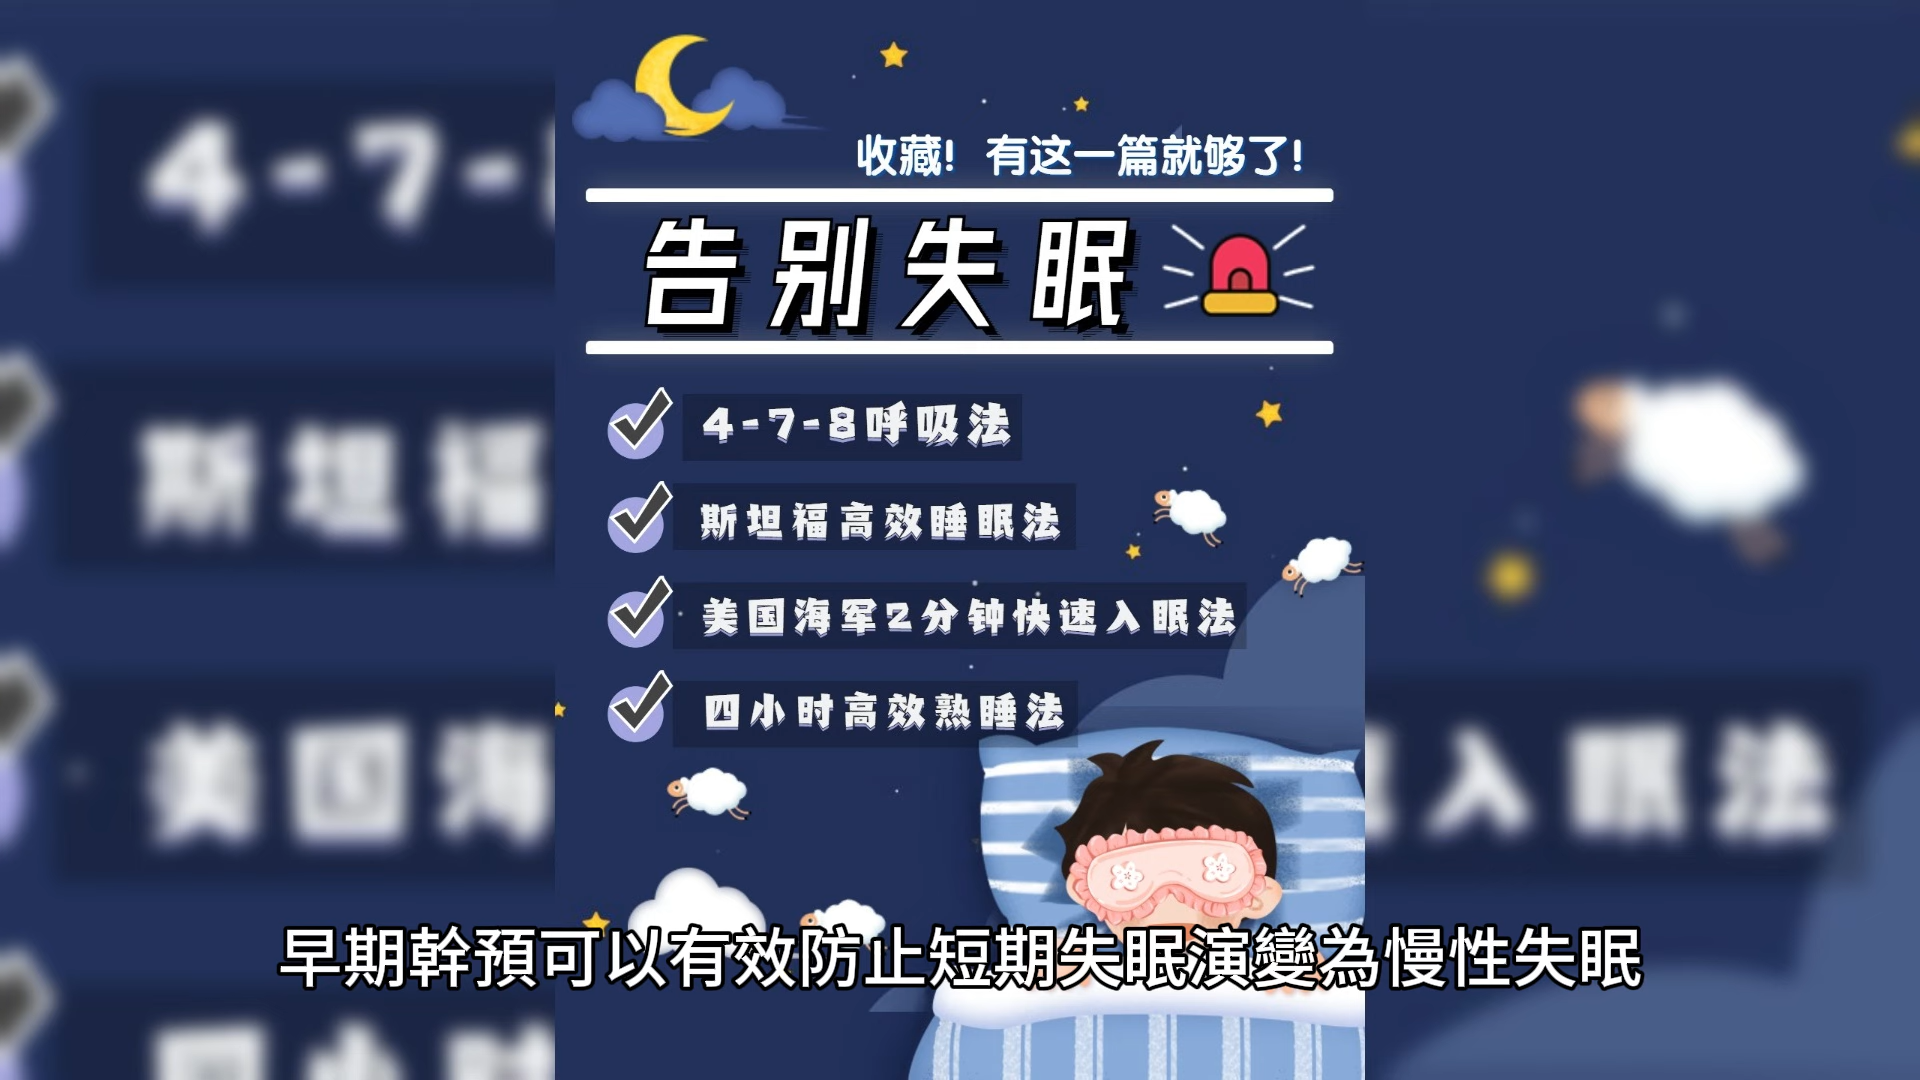 收藏! 有这一篇就够了!
告别失眠
4-7-8呼吸法
斯坦福高效睡眠法
美国海军2分钟快速入眠法
四小时高效熟睡法
早期幹預可以有效防止短期失眠演變為慢性失眠